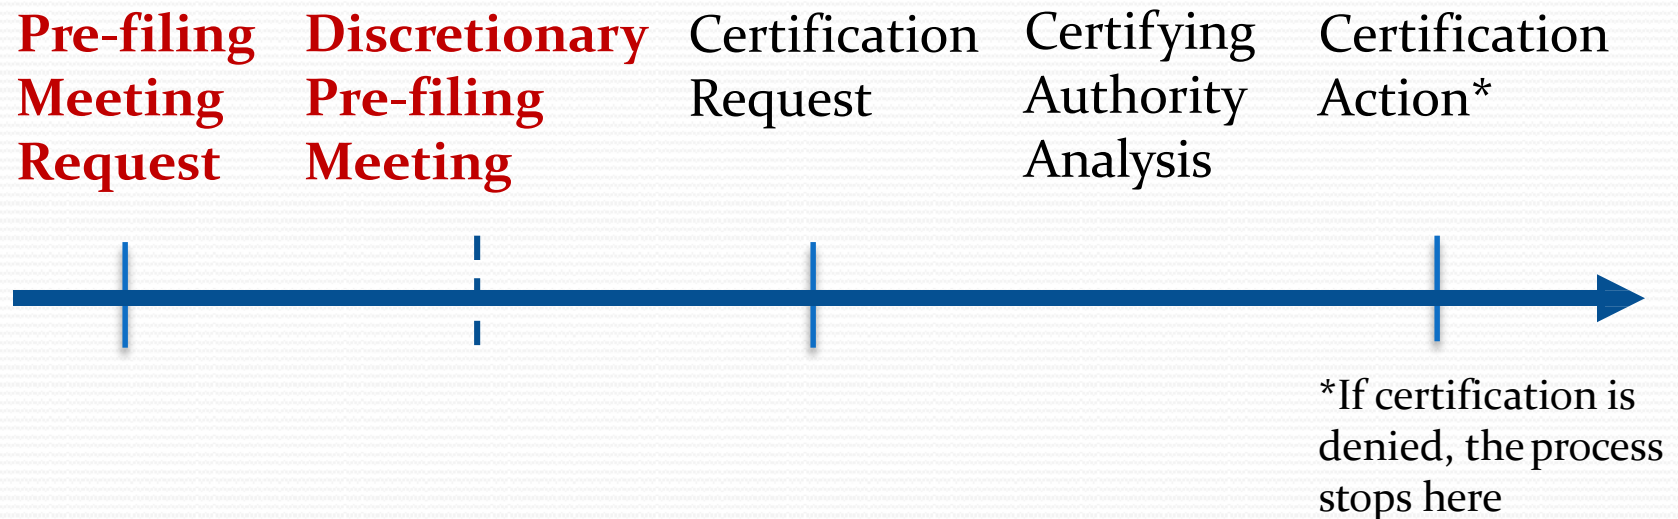 Pre-filing
Meeting
Request
Discretionary
Pre-filing
Meeting
Certification
Request
Certifying
Authority
Analysis
Certification
Action*
*If certification is
denied, the process
stops here